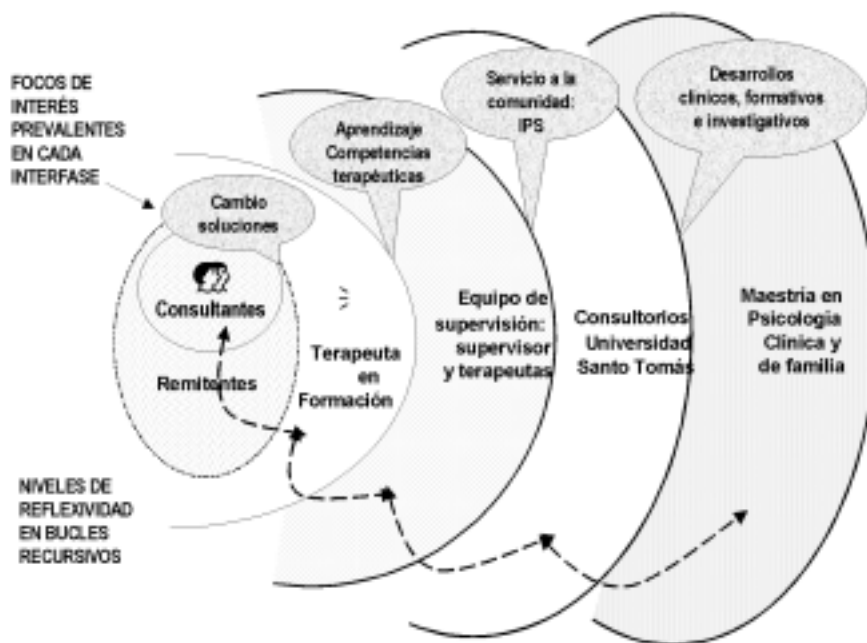 FOCOS DE
INTERÉS
PREVALENTES
EN CADA
INTERFASE
Cambio
soluciones
Aprendizaje
Competencias
terapéuticas
Servicio a la
comunidad:
IPS
Desarrollos
clínicos, formativos
e investigativos
Consultantes
Remitentes
Terapeuta
en
Formación
Equipo de
supervisión:
supervisor
y terapeutas
Consultorios
Universidad
Santo Tomás
Maestría en
Psicología
Clínica y
de familia
NIVELES DE
REFLEXIVIDAD
EN BUCLES
RECURSIVOS